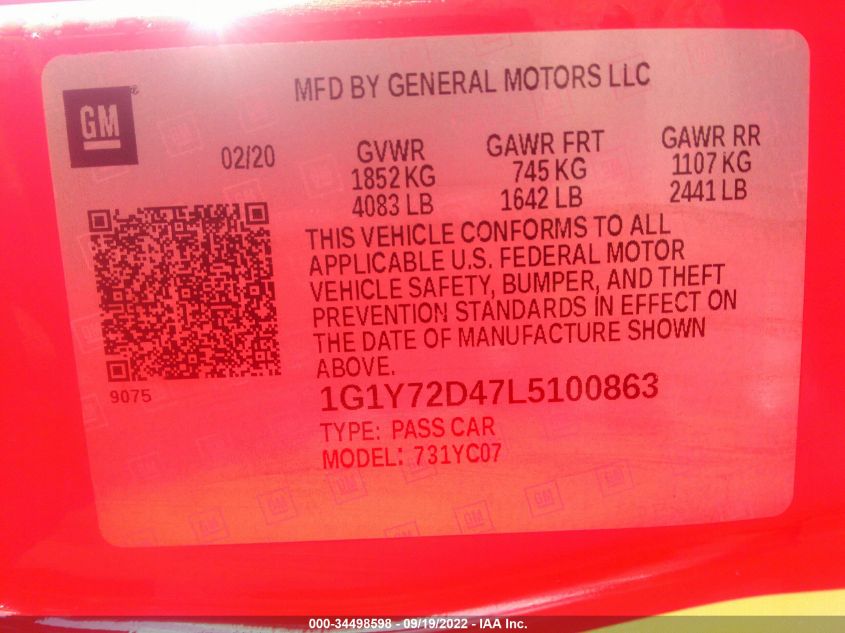 MFD BY GENERAL MOTORS LLC
GM
®
02/20
GVWR
1852 KG
4083 LB
GAWR FRT
745 KG
1642 LB
GAWR RR
1107 KG
2441 LB
THIS VEHICLE CONFORMS TO ALL
APPLICABLE U.S. FEDERAL MOTOR
VEHICLE SAFETY, BUMPER, AND THEFT
PREVENTION STANDARDS IN EFFECT ON
THE DATE OF MANUFACTURE SHOWN
ABOVE.
9075
1G1Y72D47L5100863
TYPE: PASS CAR
MODEL: 731YC07
000-34498598 - 09/19/2022 - IAA Inc.